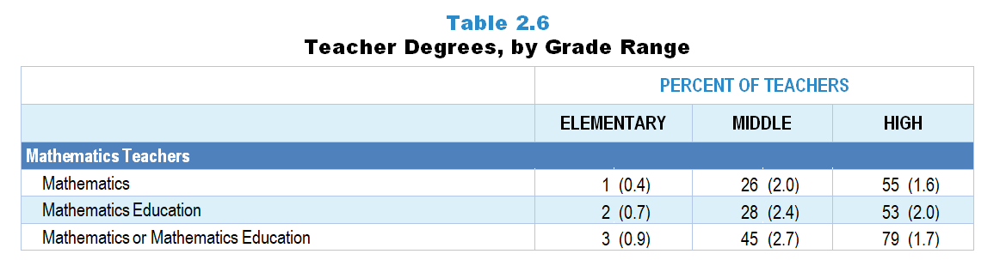 Table 2.6
Teacher Degrees, by Grade Range
PERCENT OF TEACHERS
ELEMENTARY MIDDLE HIGH
Mathematics Teachers
Mathematics 1 (0.4) 26 (2.0) 55 (1.6)
Mathematics Education 2 (0.7) 28 (2.4) 53 (2.0)
Mathematics or Mathematics Education 3 (0.9) 45 (2.7) 79 (1.7)